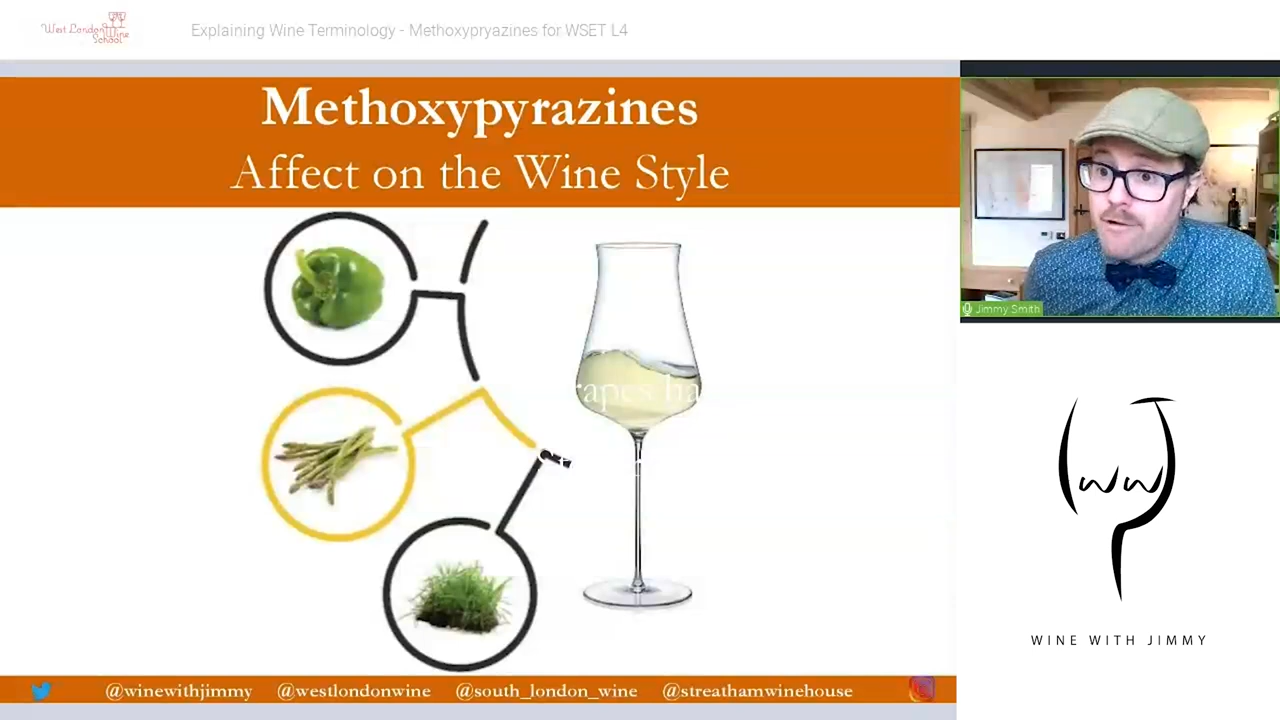 West London Wine
School
Explaining Wine Terminology - Methoxypryazines for WSET L4
Methoxypyrazines
Affect on the Wine Style
Jimmy Smith
WINE WITH JIMMY
@winewithjimmy @westlondonwine @south_london_wine @streathamwinehouse